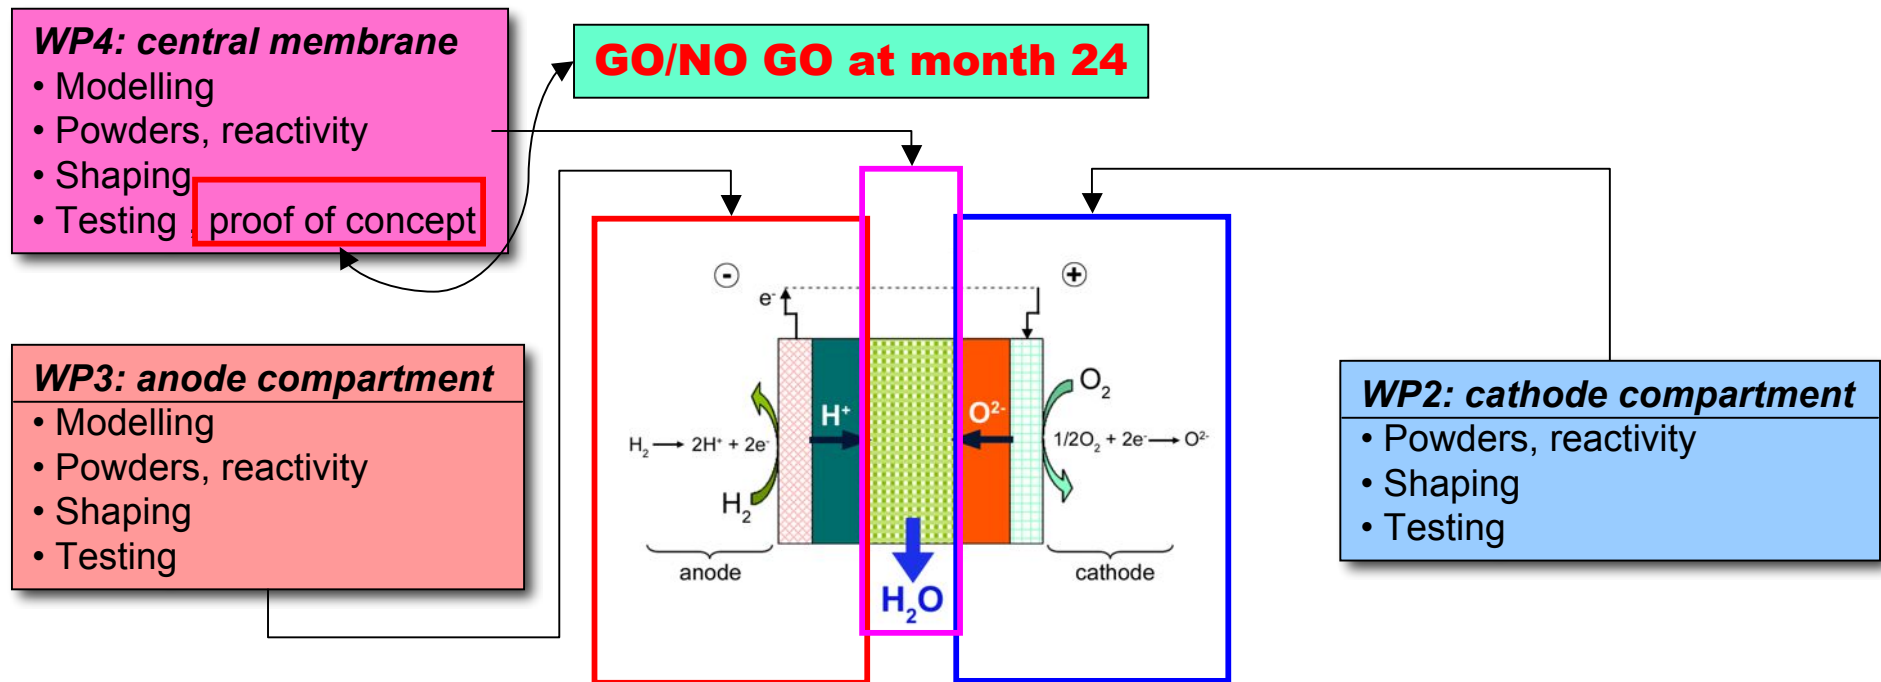 WP4: central membrane
• Modelling
• Powders, reactivity
• Shaping
• Testing , proof of concept
GO/NO GO at month 24
WP3: anode compartment
• Modelling
• Powders, reactivity
• Shaping
• Testing
- +
e⁻
H⁺ O²⁻
O₂
H₂ → 2H⁺ + 2e⁻
1/2O₂ + 2e⁻ → O²⁻
H₂
anode
cathode
H₂O
WP2: cathode compartment
• Powders, reactivity
• Shaping
• Testing